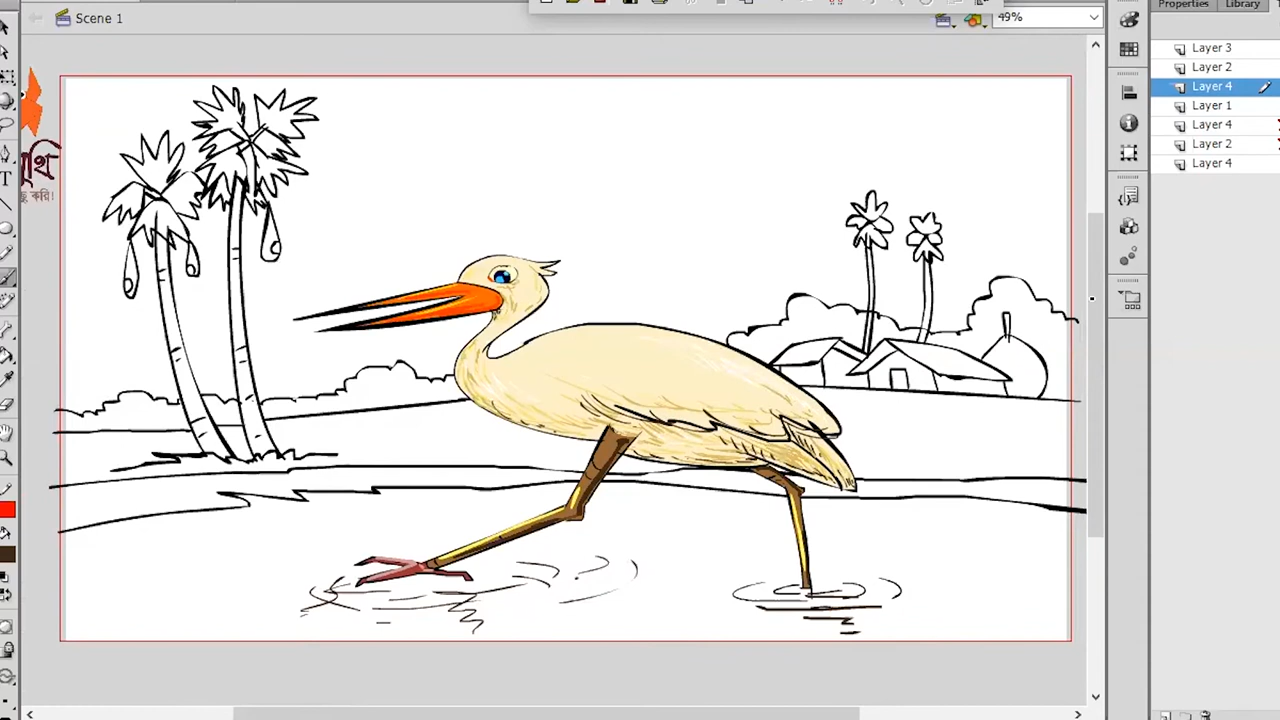 Properties
Library
Scene 1
49%
Layer 3
Layer 2
Layer 4
Layer 1
Layer 4
Layer 2
Layer 4
করি।
T